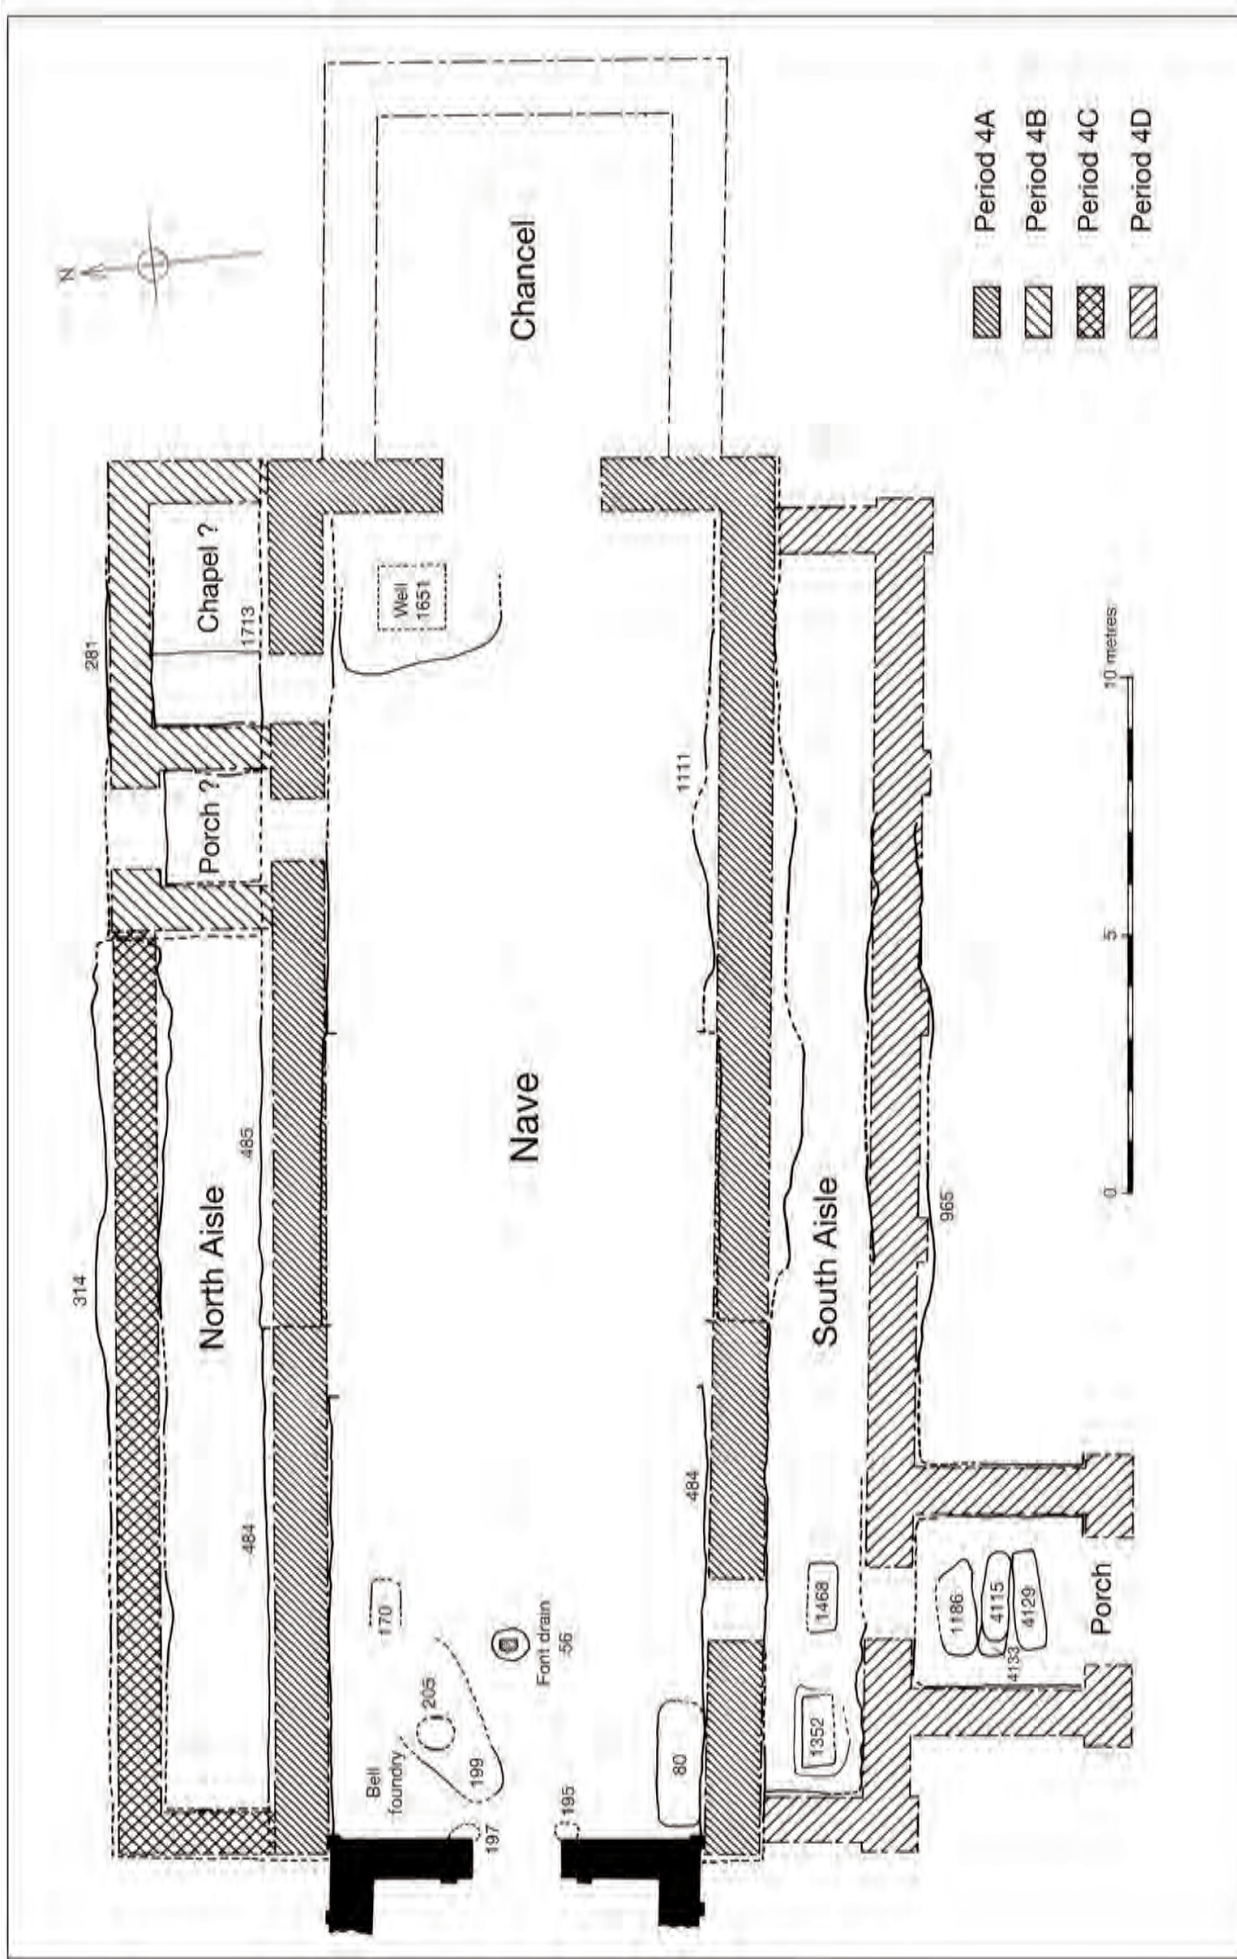 N
Period 4A
Period 4B
Period 4C
Period 4D
Chancel
281
Chapel ?
1713
Well
1651
Porch ?
1111
314
North Aisle
485
484
Nave
South Aisle
965
484
10 metres
5
0
170
Font drain
56
205
Bell
foundry
199
197
195
80
1468
1352
1186
4115
4129
4133
Porch